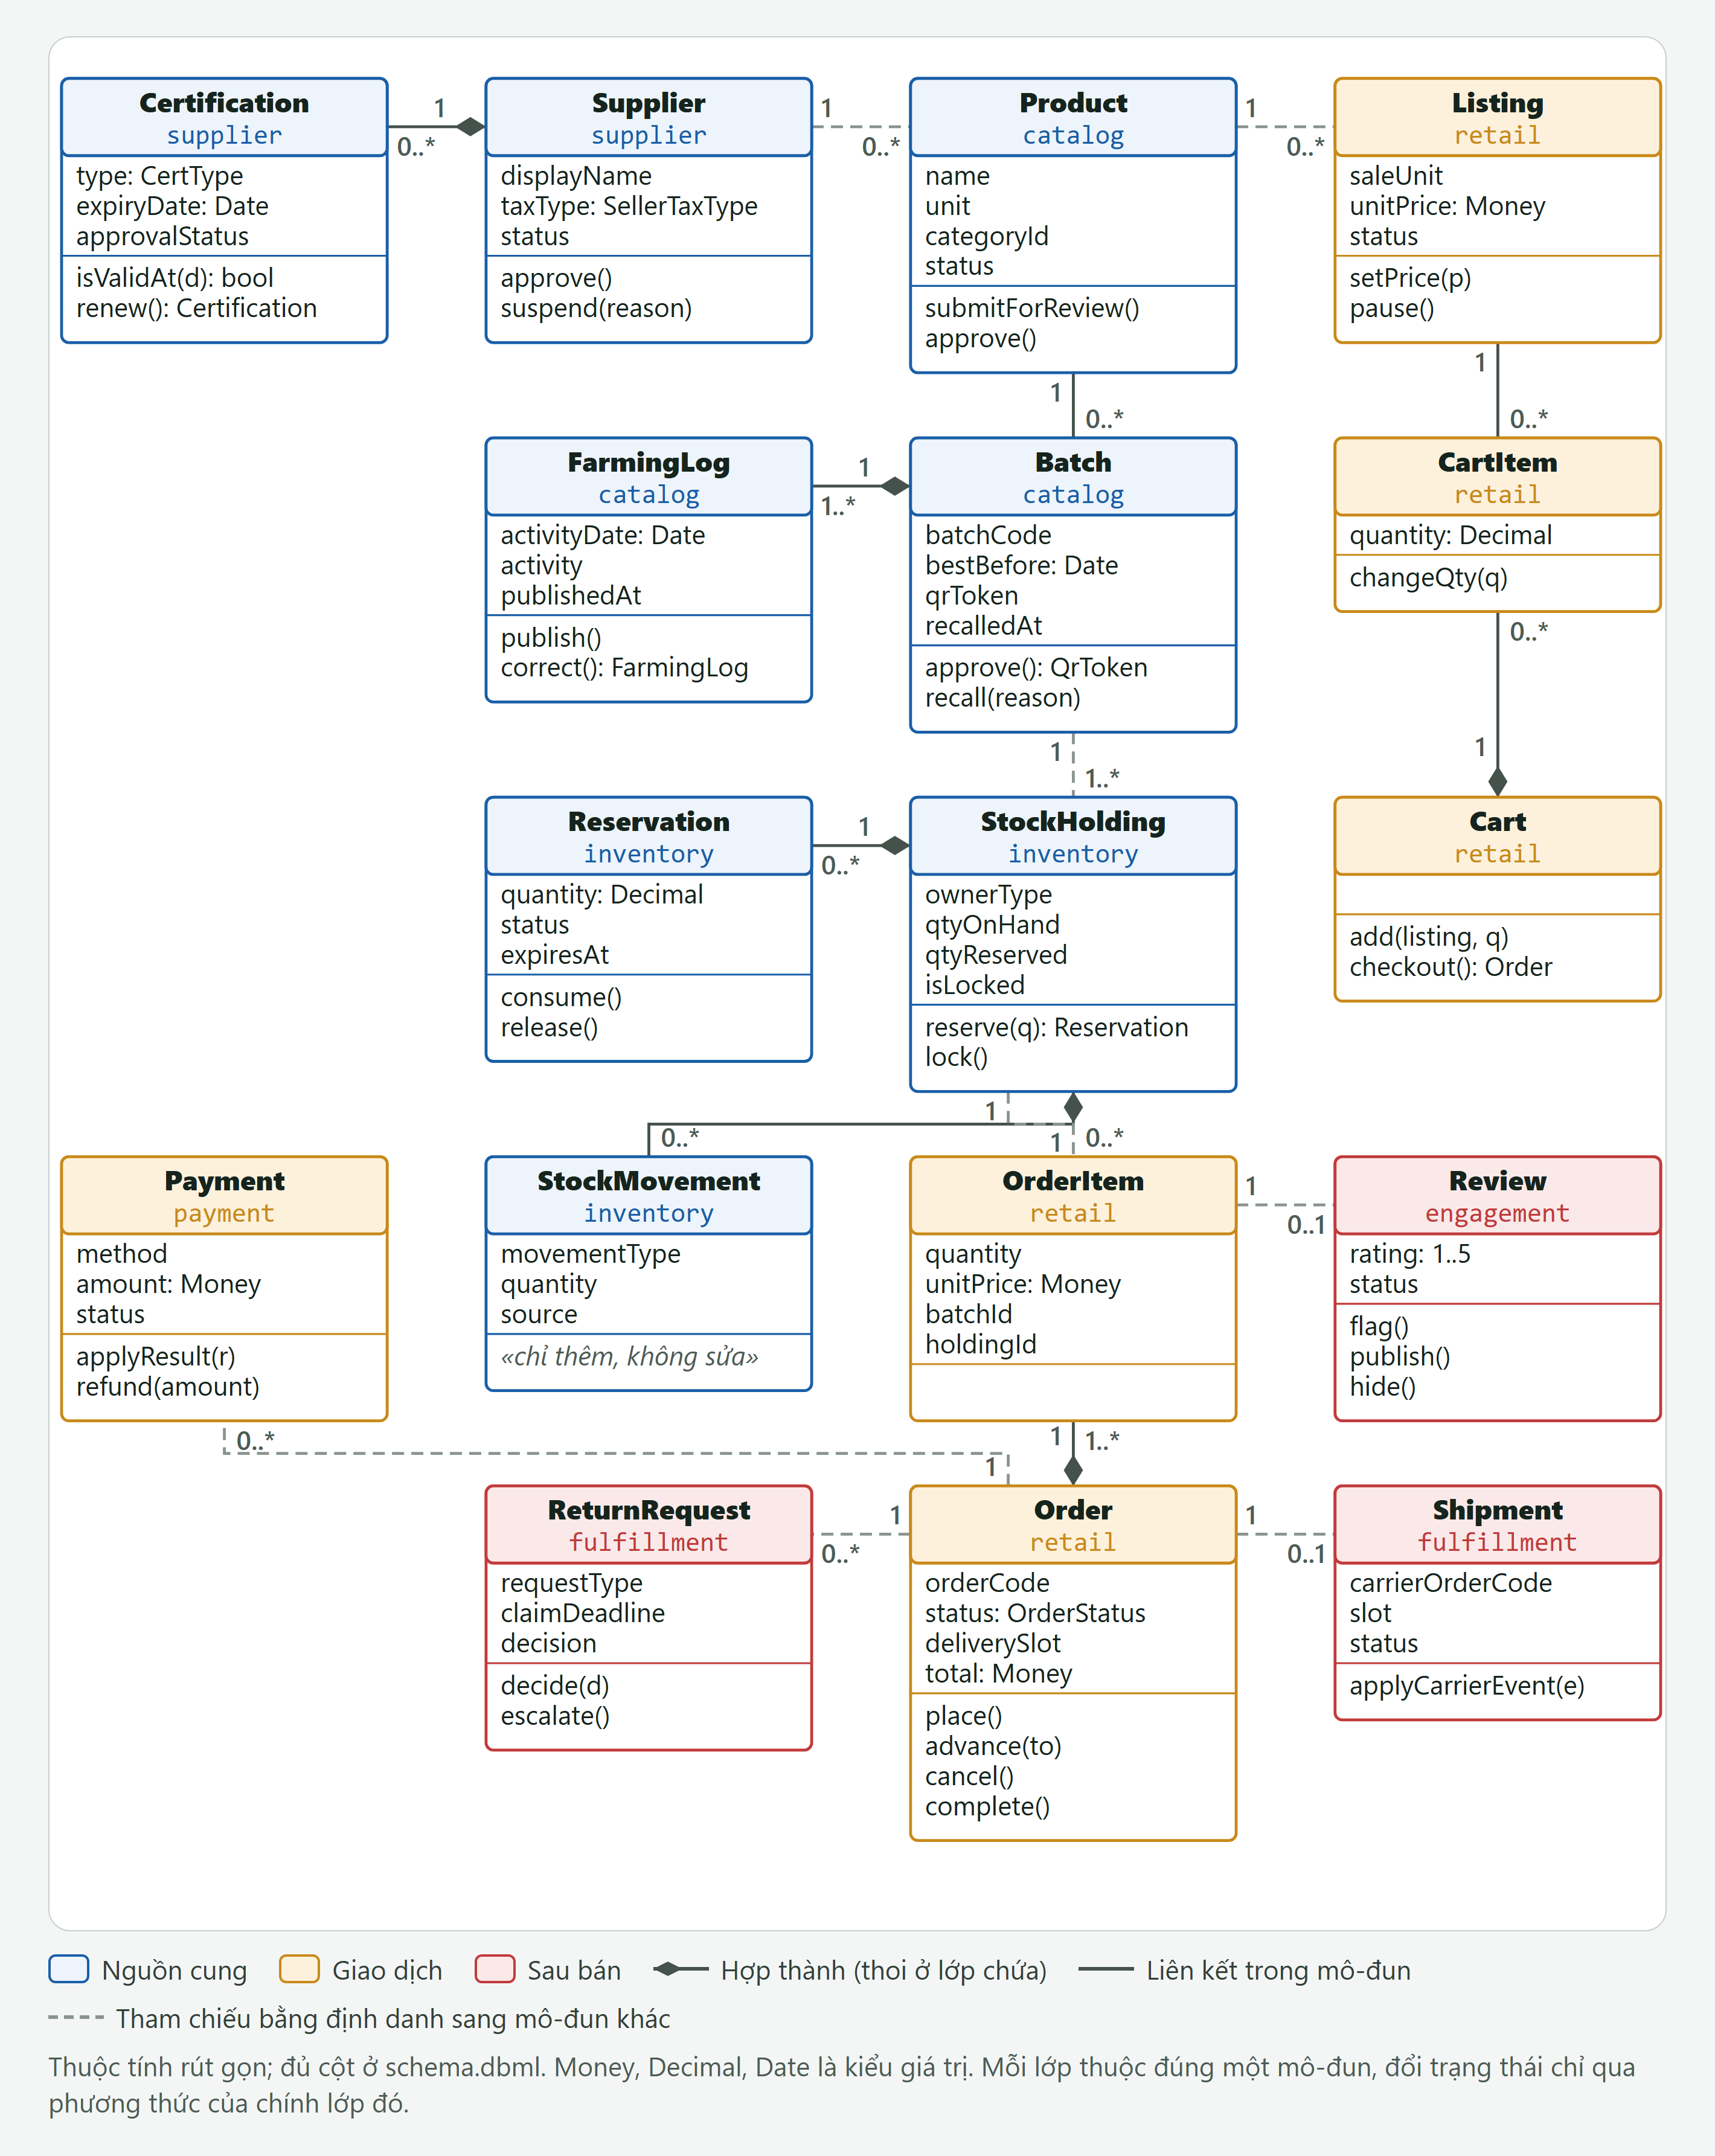 Certification
supplier
type: CertType
expiryDate: Date
approvalStatus
isValidAt(d): bool
renew(): Certification
1
0..*
Supplier
supplier
displayName
taxType: SellerTaxType
status
approve()
suspend(reason)
1
0..*
Product
catalog
name
unit
categoryId
status
submitForReview()
approve()
1
0..*
Listing
retail
saleUnit
unitPrice: Money
status
setPrice(p)
pause()
1
0..*
1
0..*
FarmingLog
catalog
activityDate: Date
activity
publishedAt
publish()
correct(): FarmingLog
1
1..*
Batch
catalog
batchCode
bestBefore: Date
qrToken
recalledAt
approve(): QrToken
recall(reason)
CartItem
retail
quantity: Decimal
changeQty(q)
0..*
1
1
1..*
Reservation
inventory
quantity: Decimal
status
expiresAt
consume()
release()
1
0..*
StockHolding
inventory
ownerType
qtyOnHand
qtyReserved
isLocked
reserve(q): Reservation
lock()
Cart
retail
add(listing, q)
checkout(): Order
1
0..*
1
0..*
Payment
payment
method
amount: Money
status
applyResult(r)
refund(amount)
StockMovement
inventory
movementType
quantity
source
«chỉ thêm, không sửa»
OrderItem
retail
quantity
unitPrice: Money
batchId
holdingId
1
0..1
Review
engagement
rating: 1..5
status
flag()
publish()
hide()
0..*
1
1
1..*
ReturnRequest
fulfillment
requestType
claimDeadline
decision
decide(d)
escalate()
1
0..*
Order
retail
orderCode
status: OrderStatus
deliverySlot
total: Money
place()
advance(to)
cancel()
complete()
1
0..1
Shipment
fulfillment
carrierOrderCode
slot
status
applyCarrierEvent(e)
Nguồn cung
Giao dịch
Sau bán
Hợp thành (thoi ở lớp chứa)
Liên kết trong mô-đun
Tham chiếu bằng định danh sang mô-đun khác
Thuộc tính rút gọn; đủ cột ở schema.dbml. Money, Decimal, Date là kiểu giá trị. Mỗi lớp thuộc đúng một mô-đun, đổi trạng thái chỉ qua
phương thức của chính lớp đó.